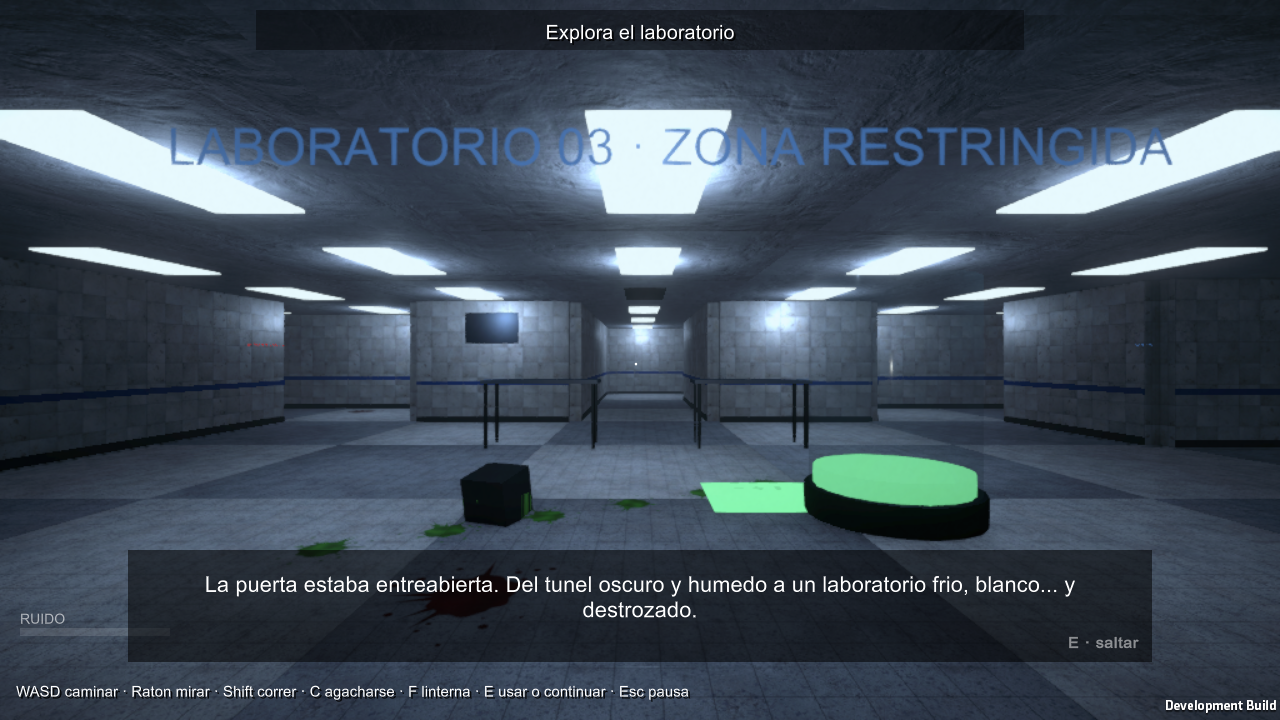 Explora el laboratorio
LABORATORIO 03 · ZONA RESTRINGIDA
La puerta estaba entreabierta. Del tunel oscuro y humedo a un laboratorio frio, blanco... y
destrozado.
E · saltar
RUIDO
WASD caminar · Raton mirar · Shift correr · C agacharse · F linterna · E usar o continuar · Esc pausa
Development Build